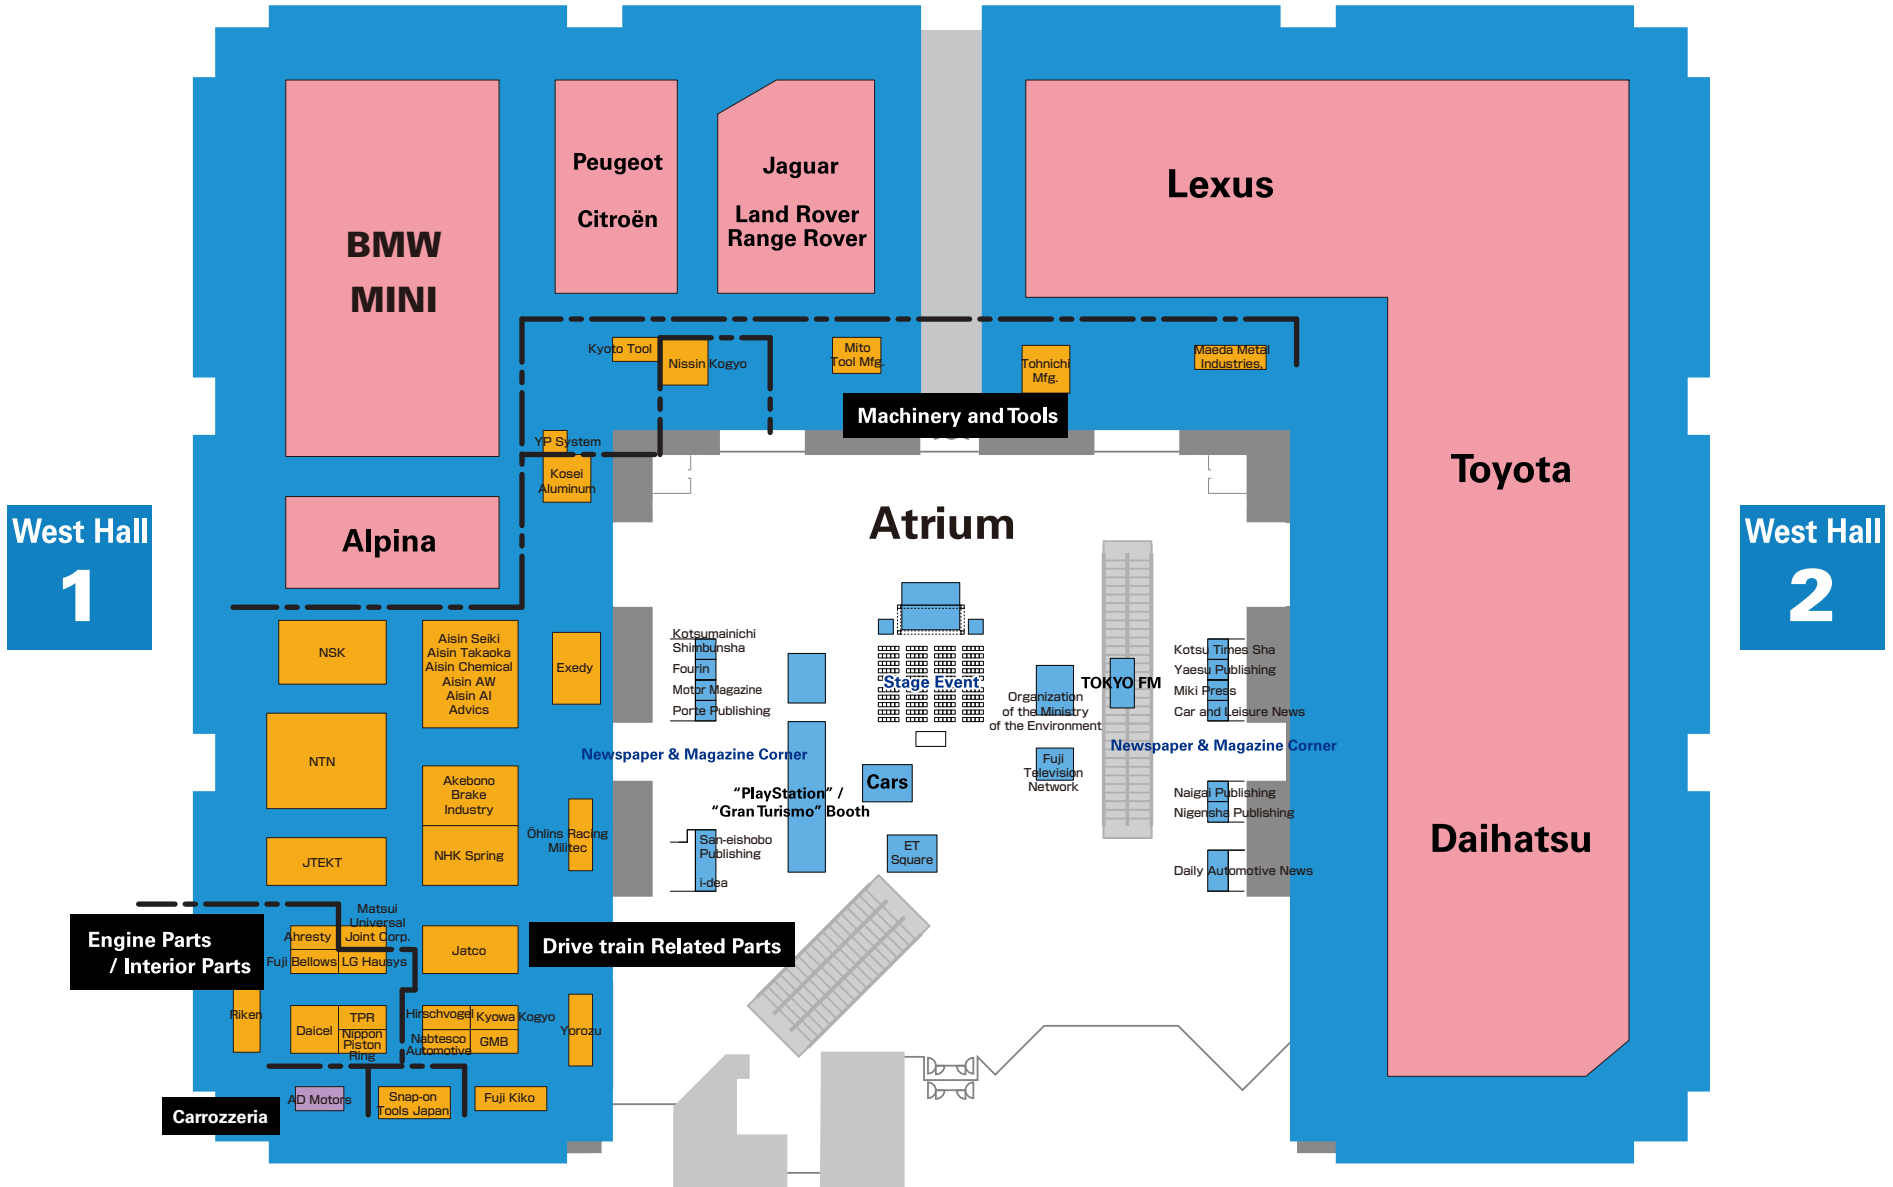 Peugeot
Citroën
Jaguar
Land Rover
Range Rover
Lexus
BMW
MINI
Kyoto Tool
Nissin Kogyo
Mito
Tool Mfg.
Tohnichi
Mfg.
Maeda Metal
Industries,
Machinery and Tools
YP System
Kosei
Aluminum
Toyota
West Hall
1
Alpina
Atrium
West Hall
2
NSK
Aisin Seiki
Aisin Takaoka
Aisin Chemical
Aisin AW
Aisin AI
Advics
Exedy
Kotsumainichi
Shimbunsha
Fourin
Motor Magazine
Porte Publishing
Stage Event
Organization
of the Ministry
of the Environment
TOKYO FM
Kotsu Times Sha
Yaesu Publishing
Miki Press
Car and Leisure News
Newspaper & Magazine Corner
Newspaper & Magazine Corner
NTN
Akebono
Brake
Industry
Fuji
Television
Network
Cars
"PlayStation" /
"Gran Turismo" Booth
Naigai Publishing
Nigensha Publishing
Öhlins Racing
Militec
San-eishobo
Publishing
i-dea
ET
Square
Daihatsu
JTEKT
NHK Spring
Daily Automotive News
Matsui
Universal
Joint Corp.
Ahresty
Fuji Bellows
LG Hausys
Jatco
Engine Parts
/ Interior Parts
Drive train Related Parts
Riken
Daicel
TPR
Nippon
Piston
Ring
Hirschvogel
Kyowa Kogyo
Nabtesco
Automotive
GMB
Yorozu
AD Motors
Snap-on
Tools Japan
Fuji Kiko
Carrozzeria